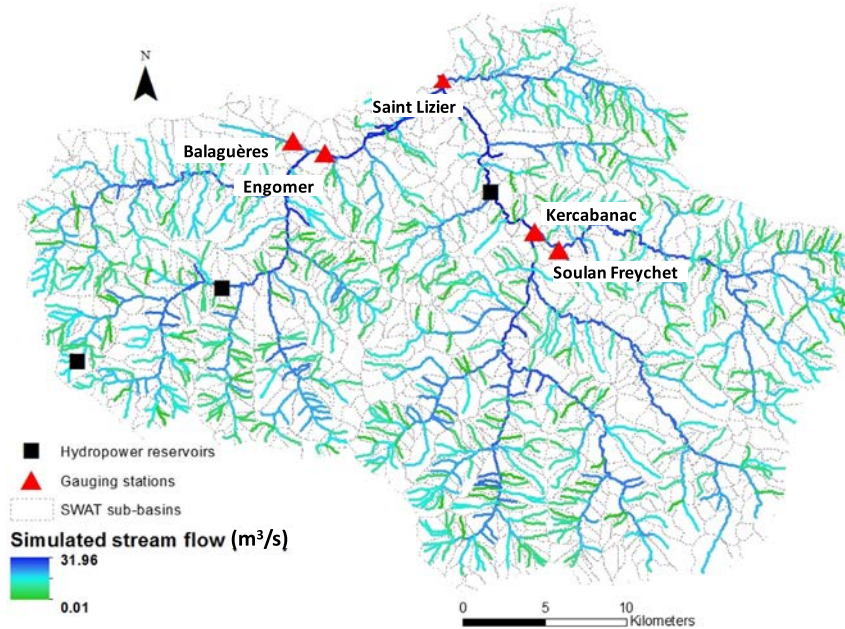 N
Saint Lizier
Balaguères
Engomer
Kercabanac
Soulan Freychet
Hydropower reservoirs
Gauging stations
SWAT sub-basins
Simulated stream flow (m³/s)
31.96
0.01
0 5 10
Kilometers